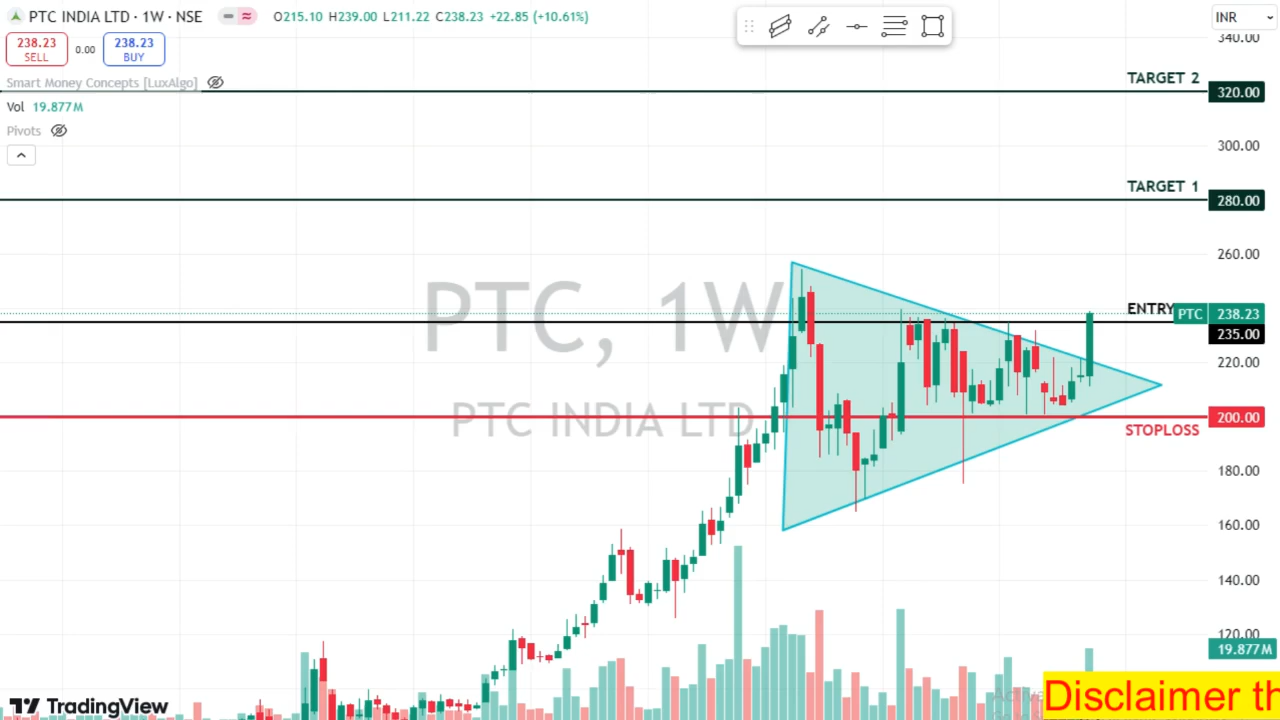 PTC INDIA LTD · 1W · NSE O215.10 H239.00 L211.22 C238.23 +22.85 (+10.61%)
INR
238.23 SELL 0.00 238.23 BUY
340.00
Smart Money Concepts [LuxAlgo]
TARGET 2
320.00
Vol 19.877M
Pivots
300.00
TARGET 1
280.00
260.00
PTC, 1W
ENTRY
PTC 238.23
235.00
220.00
PTC INDIA LTD
200.00
STOPLOSS
180.00
160.00
140.00
120.00
19.877M
TradingView
Disclaimer th